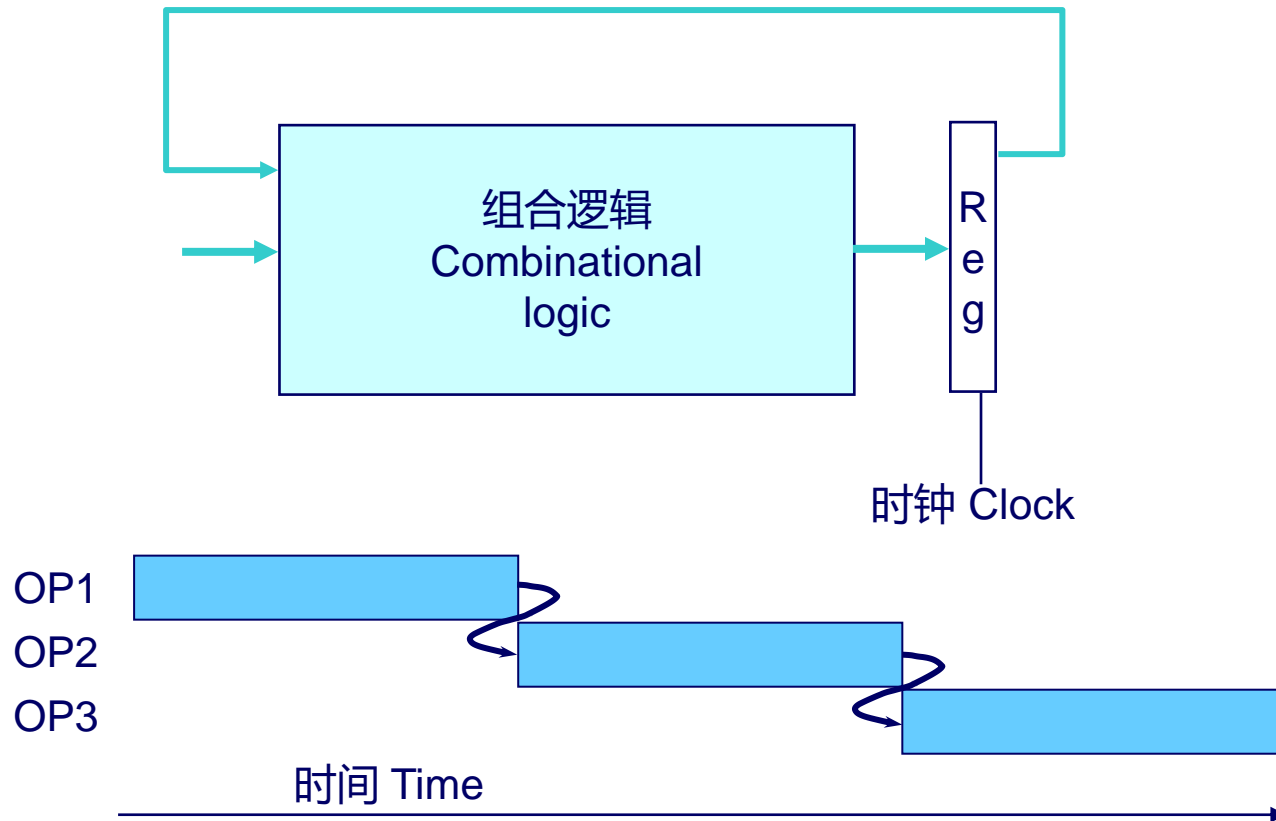 组合逻辑
Combinational
logic
R
e
g
时钟 Clock
OP1
OP2
OP3
时间 Time